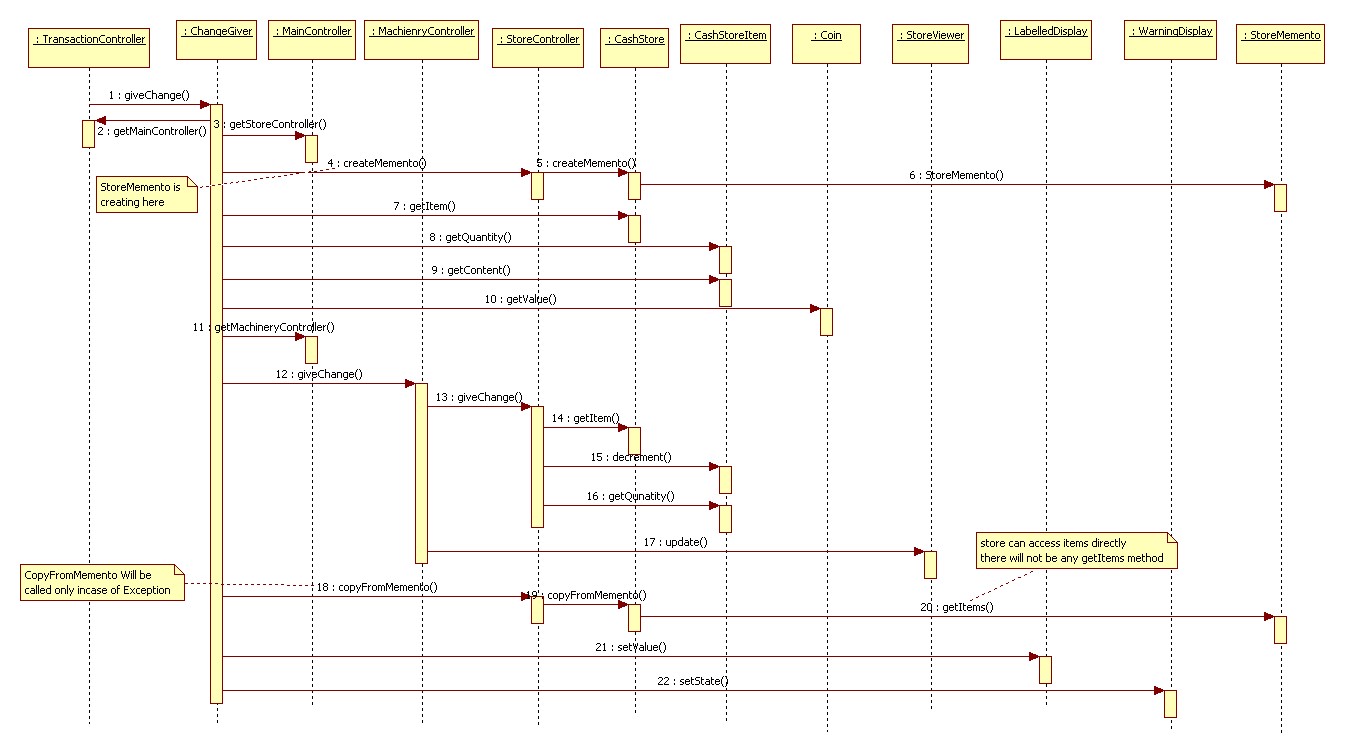 : TransactionController
: ChangeGiver
: MainController
: MachienryController
: StoreController
: CashStore
: CashStoreItem
: Coin
: StoreViewer
: LabelledDisplay
: WarningDisplay
: StoreMemento
1 : giveChange()
2 : getMainController()
3 : getStoreController()
4 : createMemento()
5 : createMemento()
6 : StoreMemento()
StoreMemento is
creating here
7 : getItem()
8 : getQuantity()
9 : getContent()
10 : getValue()
11 : getMachineryController()
12 : giveChange()
13 : giveChange()
14 : getItem()
15 : decrement()
16 : getQunatity()
17 : update()
store can access items directly
there will not be any getItems method
CopyFromMemento Will be
called only incase of Exception
18 : copyFromMemento()
19 : copyFromMemento()
20 : getItems()
21 : setValue()
22 : setState()